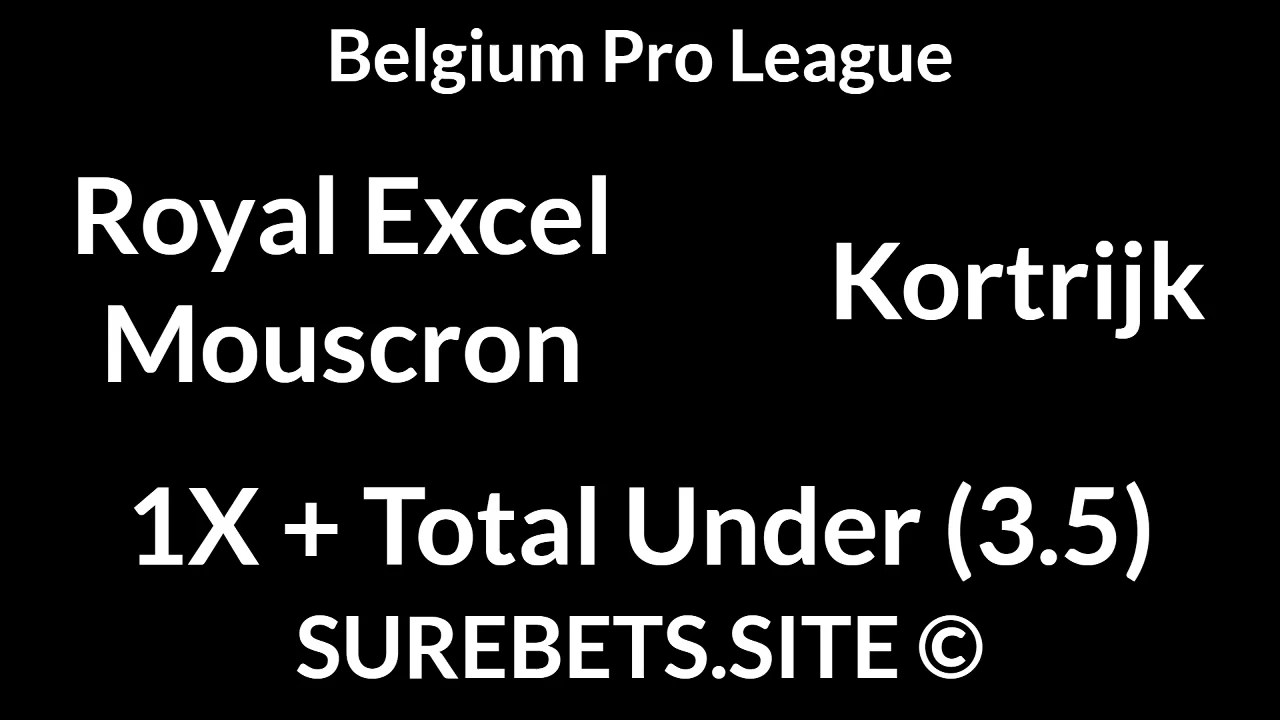 Belgium Pro League
Royal Excel
Mouscron
Kortrijk
1X + Total Under (3.5)
SUREBETS.SITE ©